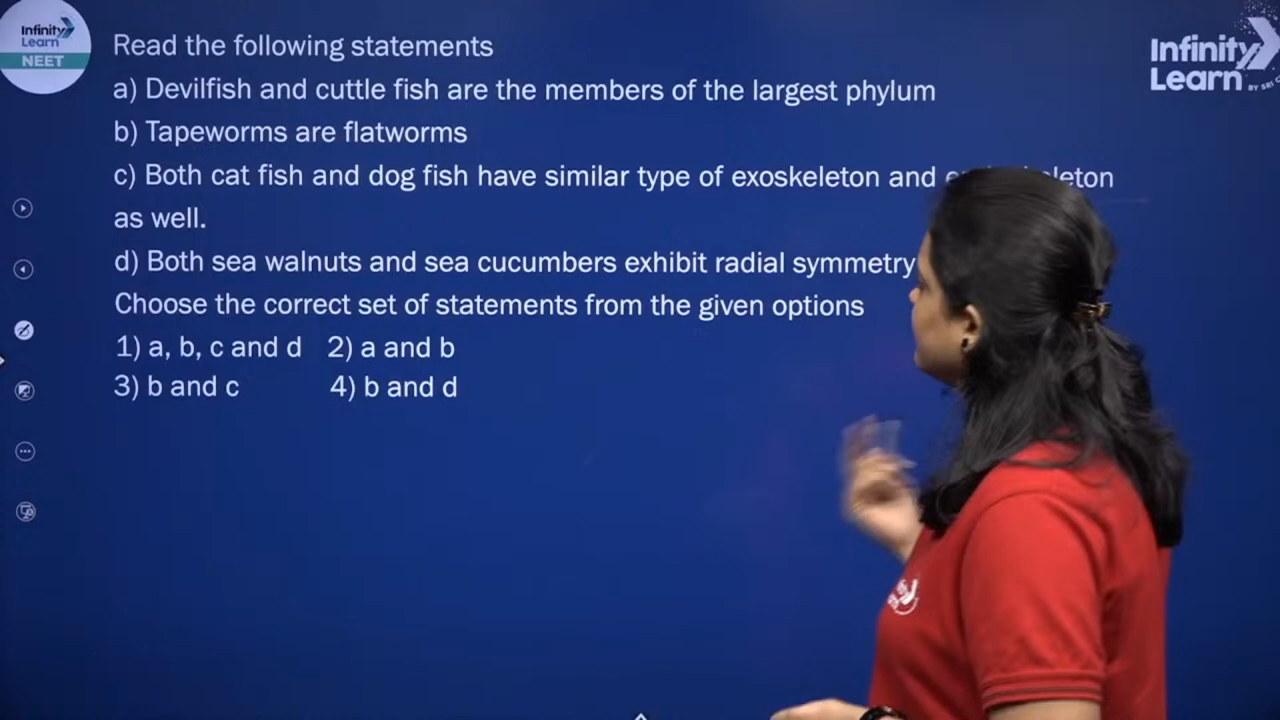 Infinity
Learn
NEET
Infinity
Learn BY SRI C
Read the following statements
a) Devilfish and cuttle fish are the members of the largest phylum
b) Tapeworms are flatworms
c) Both cat fish and dog fish have similar type of exoskeleton and
as well.
d) Both sea walnuts and sea cucumbers exhibit radial symmetry
Choose the correct set of statements from the given options
1) a, b, c and d 2) a and b
3) b and c 4) b and d